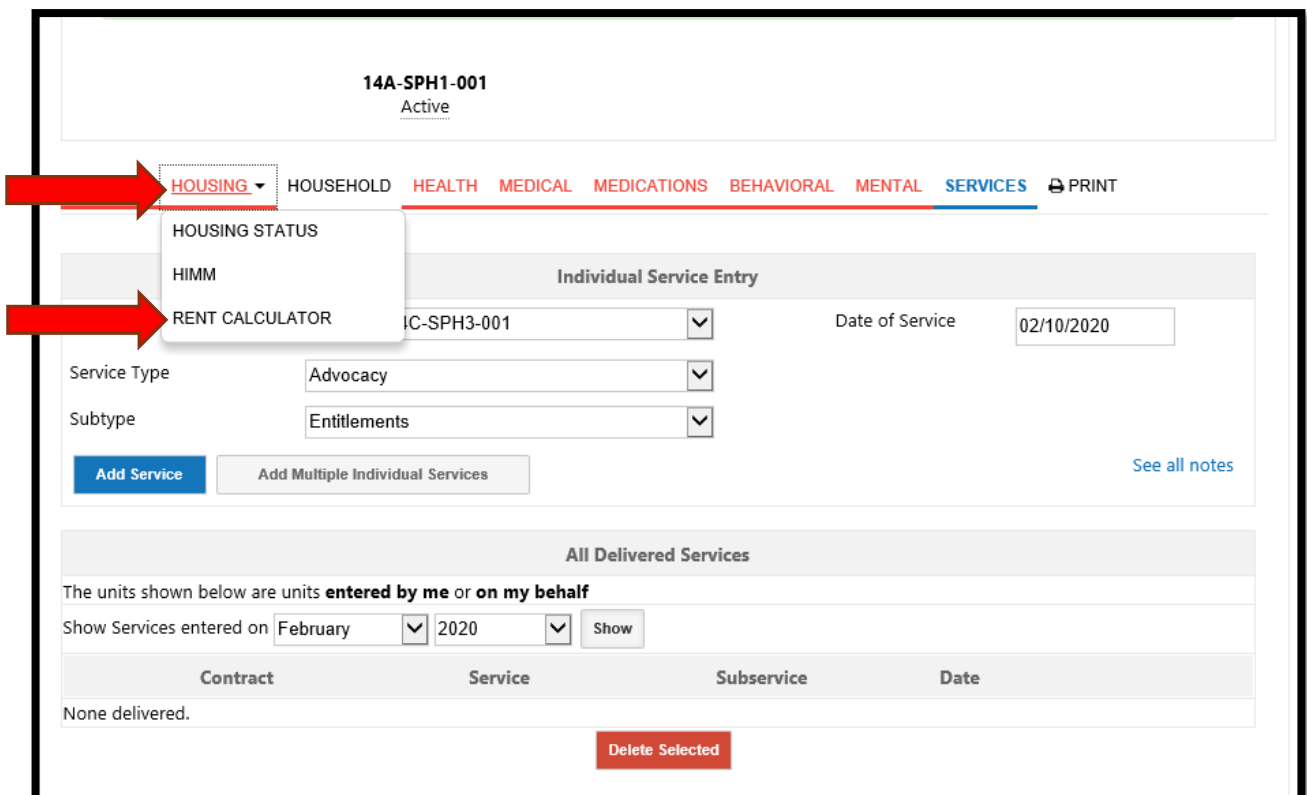 14A-SPH1-001
Active
HOUSING HOUSEHOLD HEALTH MEDICAL MEDICATIONS BEHAVIORAL MENTAL SERVICES PRINT
HOUSING STATUS
HIMM
RENT CALCULATOR
Individual Service Entry
C-SPH3-001 Date of Service 02/10/2020
Service Type Advocacy
Subtype Entitlements
Add Service Add Multiple Individual Services See all notes
All Delivered Services
The units shown below are units entered by me or on my behalf
Show Services entered on February 2020 Show
Contract Service Subservice Date
None delivered.
Delete Selected